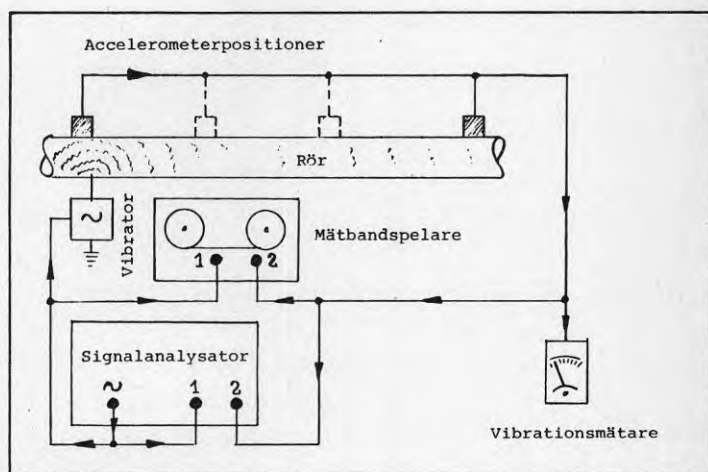 Accelerometerpositioner
Rör
Vibrator
Mätbandspelare
1 2
Signalanalysator
~ 1 2
Vibrationsmätare